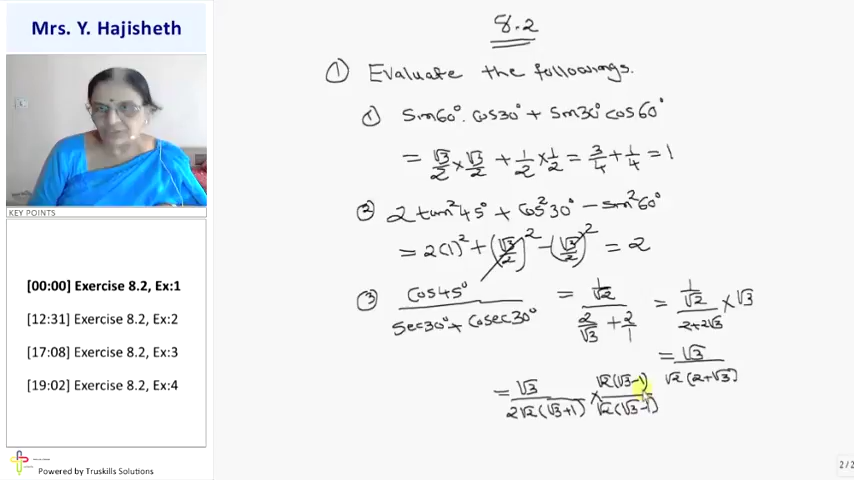 Mrs. Y. Hajisheth
KEY POINTS
[00:00] Exercise 8.2, Ex:1
[12:31] Exercise 8.2, Ex:2
[17:08] Exercise 8.2, Ex:3
[19:02] Exercise 8.2, Ex:4
Powered by Truskills Solutions
8.2
① Evaluate the followings.
① Sin60°. Cos30° + Sin30° cos60°
= √3/2 × √3/2 + 1/2 × 1/2 = 3/4 + 1/4 = 1
② 2 tan²45° + cos²30° − sin²60°
= 2(1)² + (√3/2)² − (√3/2)² = 2
③ Cos45° / Sec30° + Cosec30° = 1/√2 / 2/√3 + 2/1 = 1/√2 / 2+2√3 × √3
= √3 / √2(2+√3)
= √3 / 2√2(√3+1) × √2(√3−1) / √2(√3−1)
2/2